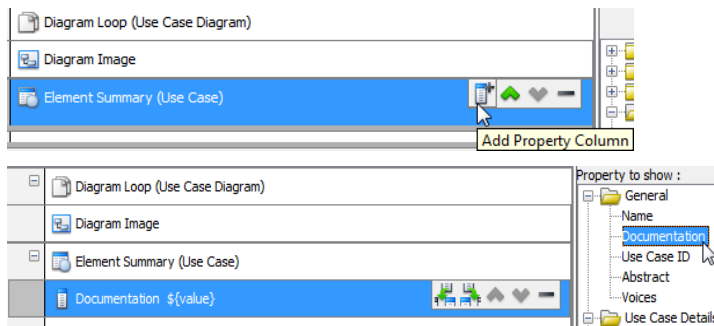 Diagram Loop (Use Case Diagram)
Diagram Image
Element Summary (Use Case)
Add Property Column
Diagram Loop (Use Case Diagram)
Diagram Image
Element Summary (Use Case)
Documentation ${value}
Property to show :
General
Name
Documentation
Use Case ID
Abstract
Voices
Use Case Details